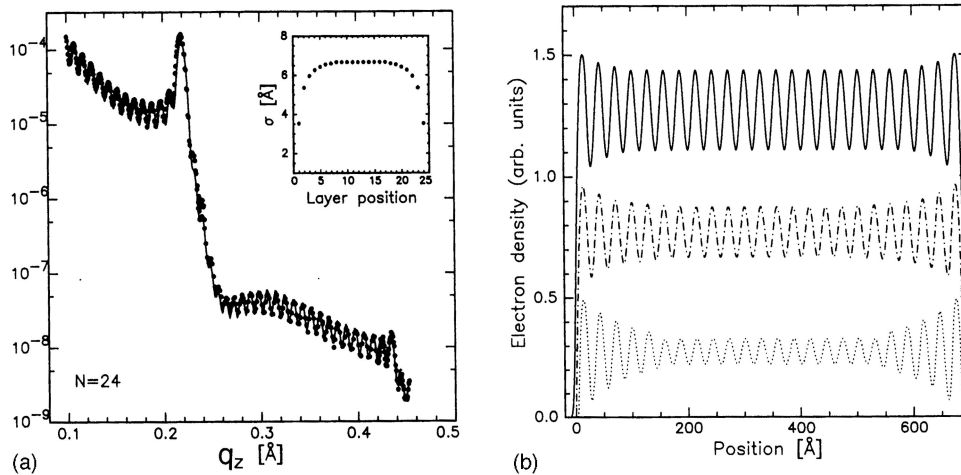 10⁻⁴
10⁻⁵
10⁻⁶
10⁻⁷
10⁻⁸
10⁻⁹
N=24
0.1 0.2 0.3 0.4 0.5
(a) q_z [Å]
8
6
4
2
σ [Å]
0 5 10 15 20 25
Layer position
1.5
1.0
0.5
0.0
Electron density (arb. units)
0 200 400 600
(b) Position [Å]